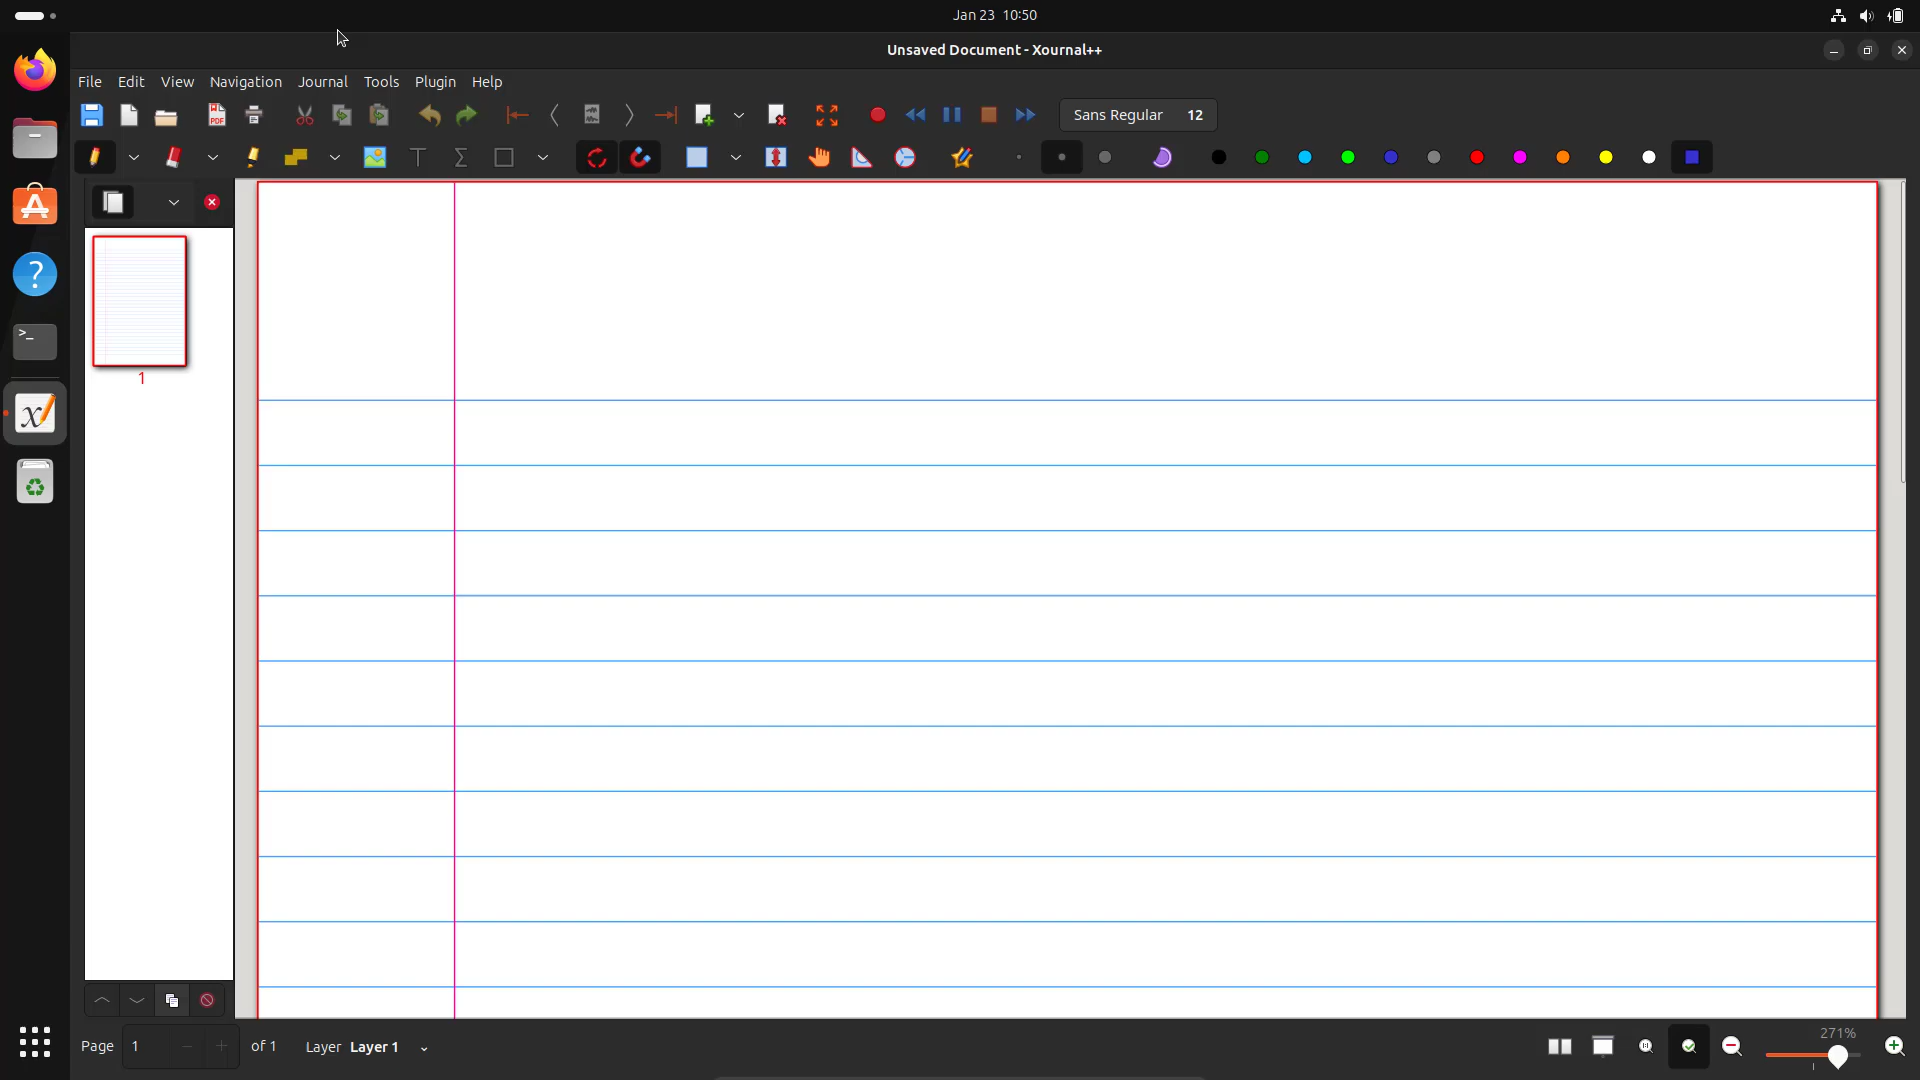 Jan 23 10:50
Unsaved Document - Xournal++
File Edit View Navigation Journal Tools Plugin Help
PDF
Sans Regular 12
1
Page 1 of 1 Layer Layer 1
271%